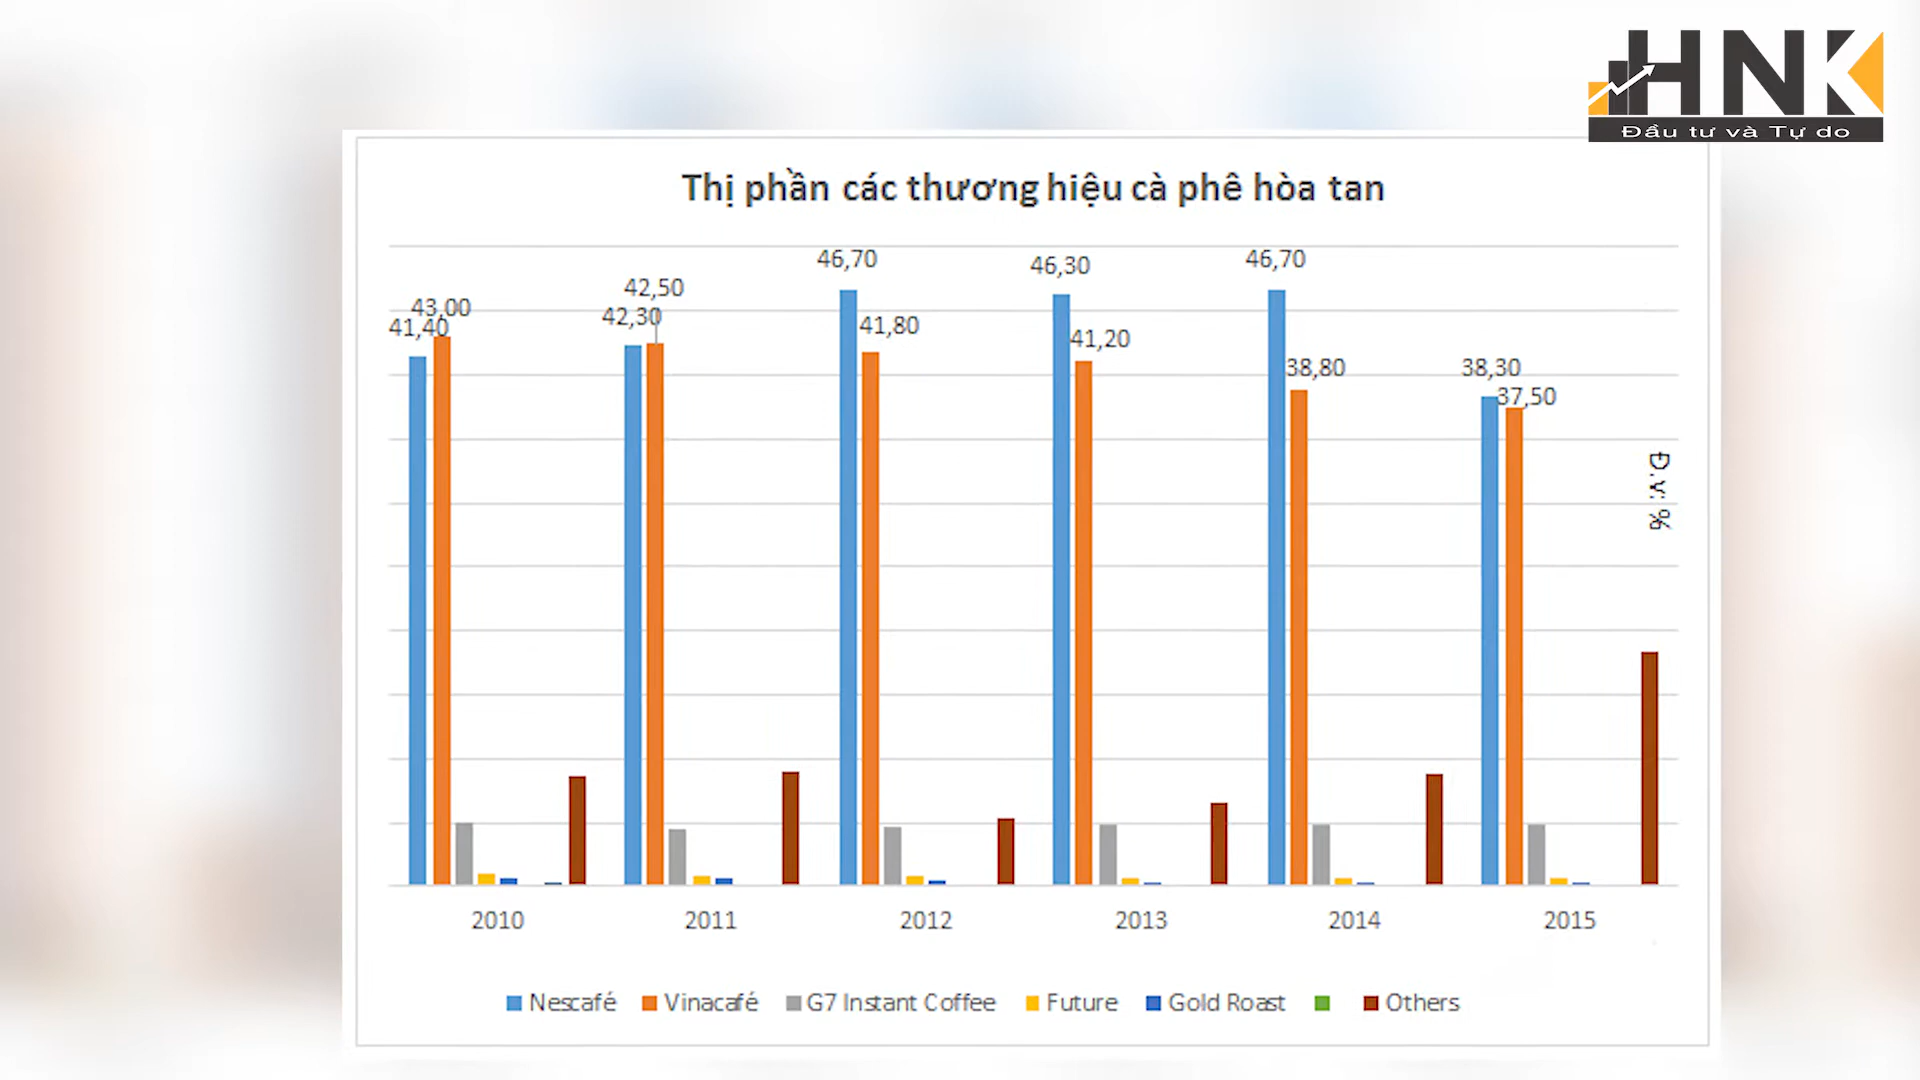 HNK
Đầu tư và Tự do
Thị phần các thương hiệu cà phê hòa tan
41,40
43,00
42,30
42,50
46,70
41,80
46,30
41,20
46,70
38,80
38,30
37,50
Đ.v: %
2010 2011 2012 2013 2014 2015
Nescafé Vinacafé G7 Instant Coffee Future Gold Roast Others